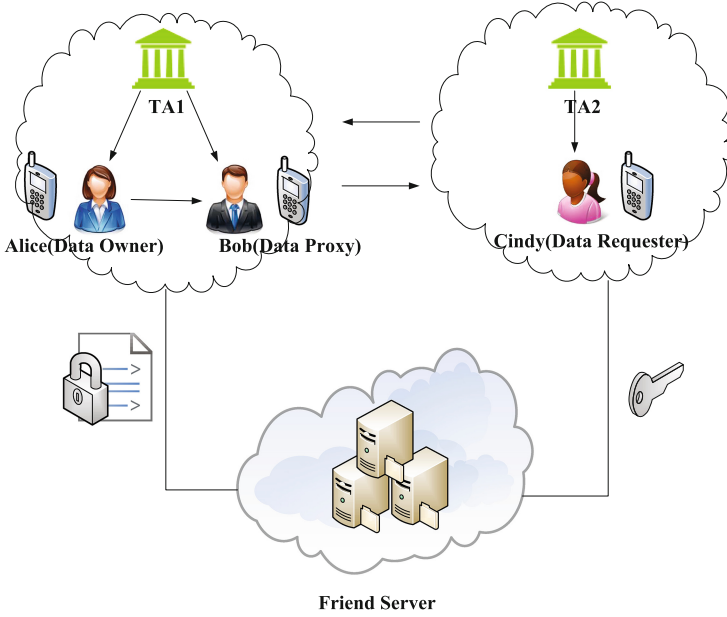 TA1
TA2
Alice(Data Owner)
Bob(Data Proxy)
Cindy(Data Requester)
Friend Server